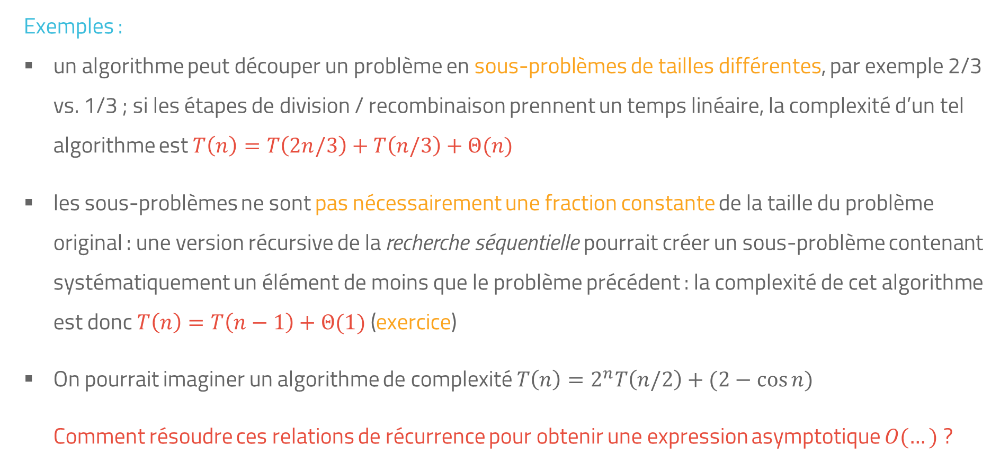 Exemples :
▪ un algorithme peut découper un problème en sous-problèmes de tailles différentes, par exemple 2/3
vs. 1/3 ; si les étapes de division / recombinaison prennent un temps linéaire, la complexité d’un tel
algorithme est T(n) = T(2n/3) + T(n/3) + Θ(n)
▪ les sous-problèmes ne sont pas nécessairement une fraction constante de la taille du problème
original : une version récursive de la recherche séquentielle pourrait créer un sous-problème contenant
systématiquement un élément de moins que le problème précédent : la complexité de cet algorithme
est donc T(n) = T(n − 1) + Θ(1) (exercice)
▪ On pourrait imaginer un algorithme de complexité T(n) = 2ⁿT(n/2) + (2 − cos n)
Comment résoudre ces relations de récurrence pour obtenir une expression asymptotique O(… ) ?